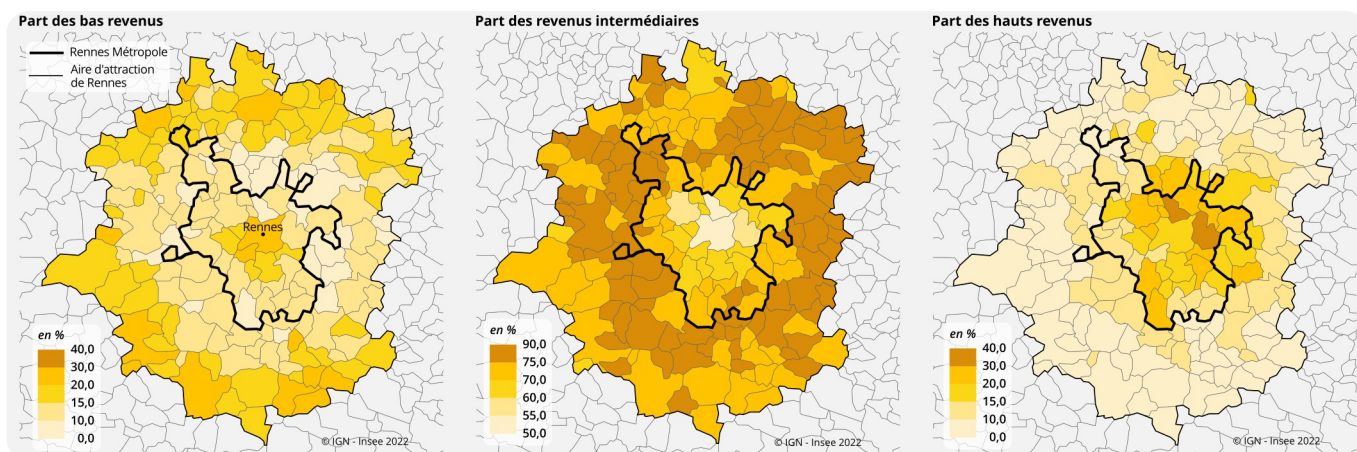 Part des bas revenus
Rennes Métropole
Aire d'attraction
de Rennes
Rennes
en %
40,0
30,0
20,0
15,0
10,0
0,0
© IGN - Insee 2022
Part des revenus intermédiaires
en %
90,0
75,0
70,0
60,0
55,0
50,0
© IGN - Insee 2022
Part des hauts revenus
en %
40,0
30,0
20,0
15,0
10,0
0,0
© IGN - Insee 2022